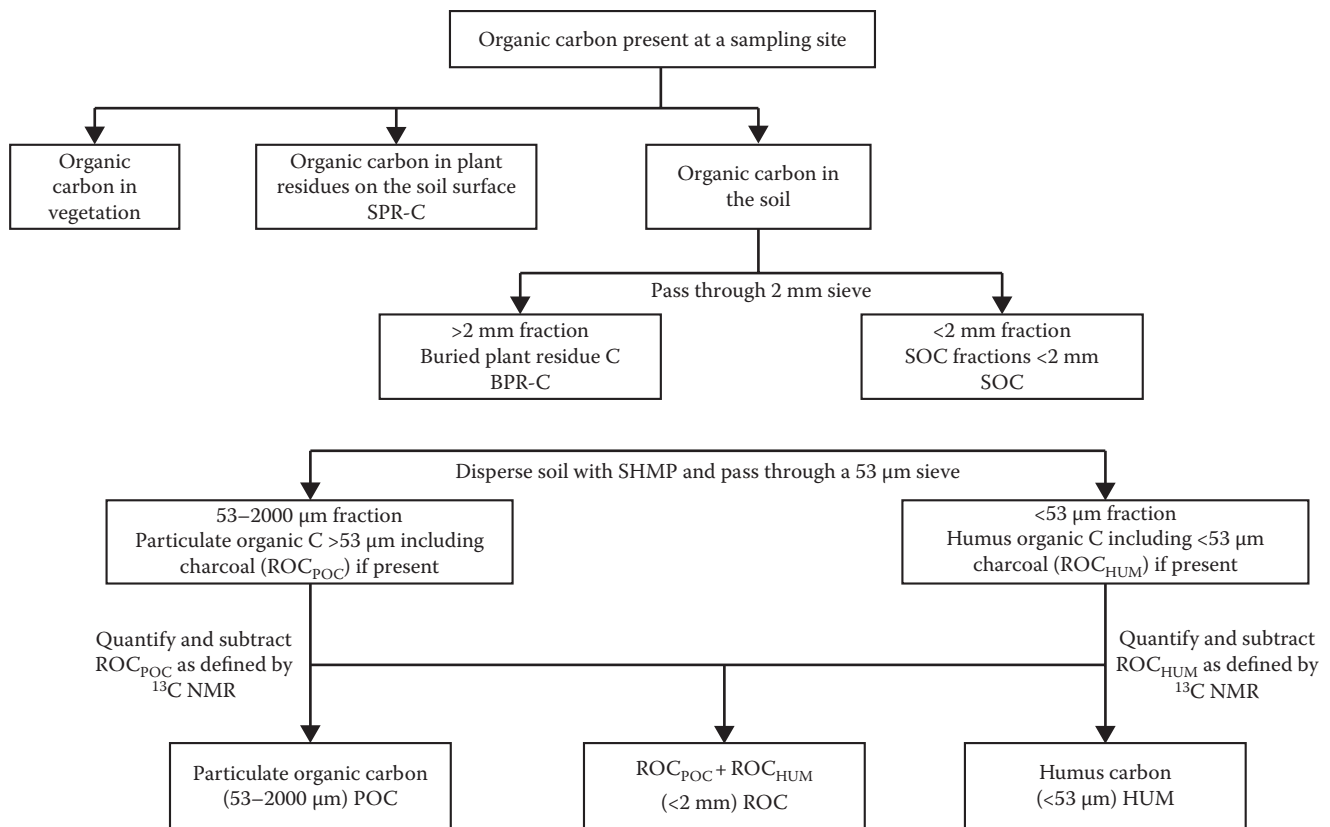 Organic carbon present at a sampling site
Organic
carbon in
vegetation
Organic carbon in plant
residues on the soil surface
SPR-C
Organic carbon in
the soil
Pass through 2 mm sieve
>2 mm fraction
Buried plant residue C
BPR-C
<2 mm fraction
SOC fractions <2 mm
SOC
Disperse soil with SHMP and pass through a 53 µm sieve
53–2000 µm fraction
Particulate organic C >53 µm including
charcoal (ROC_POC) if present
<53 µm fraction
Humus organic C including <53 µm
charcoal (ROC_HUM) if present
Quantify and subtract
ROC_POC as defined by
¹³C NMR
Quantify and subtract
ROC_HUM as defined by
¹³C NMR
Particulate organic carbon
(53–2000 µm) POC
ROC_POC + ROC_HUM
(<2 mm) ROC
Humus carbon
(<53 µm) HUM